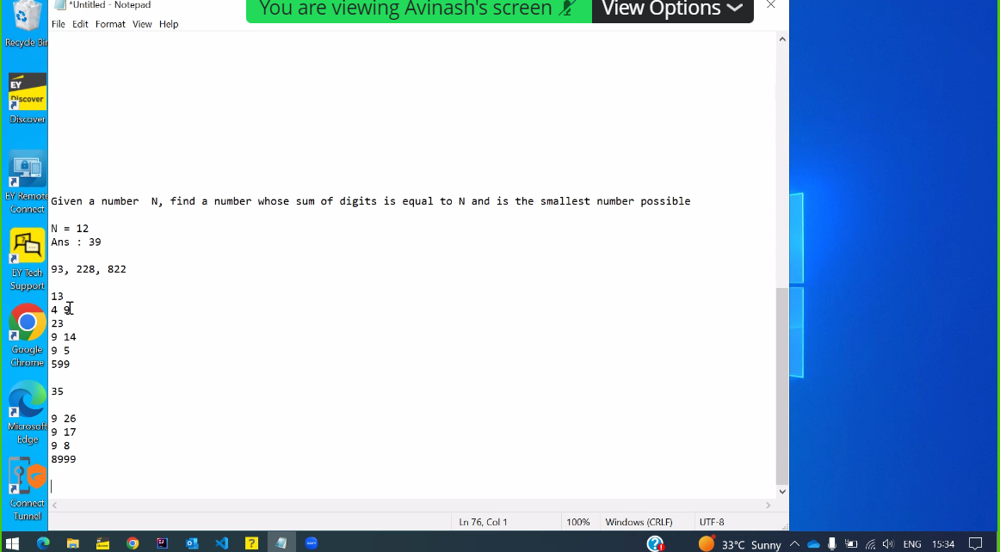 *Untitled - Notepad
You are viewing Avinash's screen
View Options
File Edit Format View Help
Recycle Bin
EY
Discover
Discover
EY Remote
Connect
EY Tech
Support
Google
Chrome
Microsoft
Edge
Connect
Tunnel
Given a number  N, find a number whose sum of digits is equal to N and is the smallest number possible
N = 12
Ans : 39
93, 228, 822
13
4 9
23
9 14
9 5
599
35
9 26
9 17
9 8
8999
Ln 76, Col 1
100%
Windows (CRLF)
UTF-8
33°C Sunny
ENG
15:34